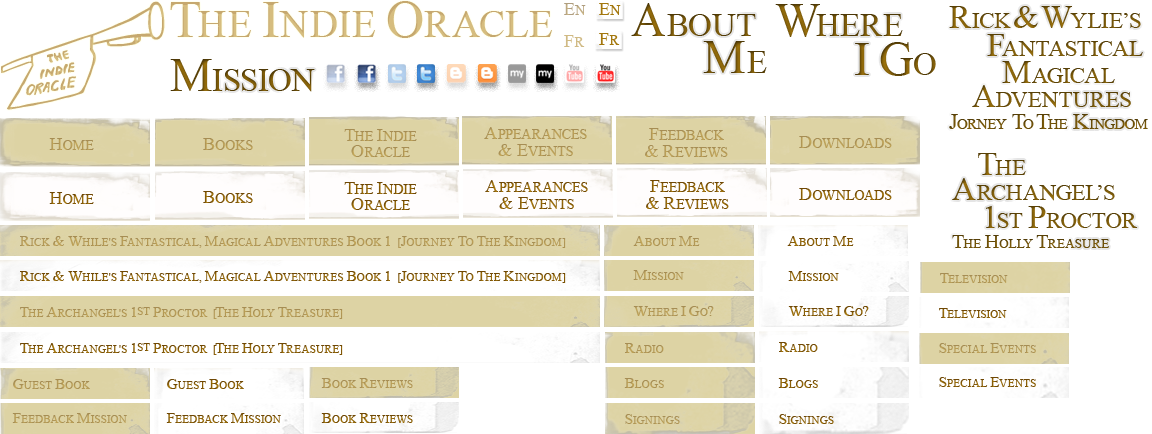 THE INDIE ORACLE
THE
INDIE
ORACLE
EN EN
FR FR
MISSION
my my
You Tube You Tube
ABOUT
ME
WHERE
I GO
RICK & WYLIE'S
FANTASTICAL
MAGICAL
ADVENTURES
JORNEY TO THE KINGDOM
THE
ARCHANGEL'S
1ST PROCTOR
THE HOLLY TREASURE
HOME
BOOKS
THE INDIE
ORACLE
APPEARANCES
& EVENTS
FEEDBACK
& REVIEWS
DOWNLOADS
HOME
BOOKS
THE INDIE
ORACLE
APPEARANCES
& EVENTS
FEEDBACK
& REVIEWS
DOWNLOADS
RICK & WHILE'S FANTASTICAL, MAGICAL ADVENTURES BOOK 1 [JOURNEY TO THE KINGDOM]
RICK & WHILE'S FANTASTICAL, MAGICAL ADVENTURES BOOK 1 [JOURNEY TO THE KINGDOM]
THE ARCHANGEL'S 1ST PROCTOR [THE HOLY TREASURE]
THE ARCHANGEL'S 1ST PROCTOR [THE HOLY TREASURE]
GUEST BOOK GUEST BOOK BOOK REVIEWS
FEEDBACK MISSION FEEDBACK MISSION BOOK REVIEWS
ABOUT ME ABOUT ME
MISSION MISSION
WHERE I GO? WHERE I GO?
RADIO RADIO
BLOGS BLOGS
SIGNINGS SIGNINGS
TELEVISION
TELEVISION
SPECIAL EVENTS
SPECIAL EVENTS